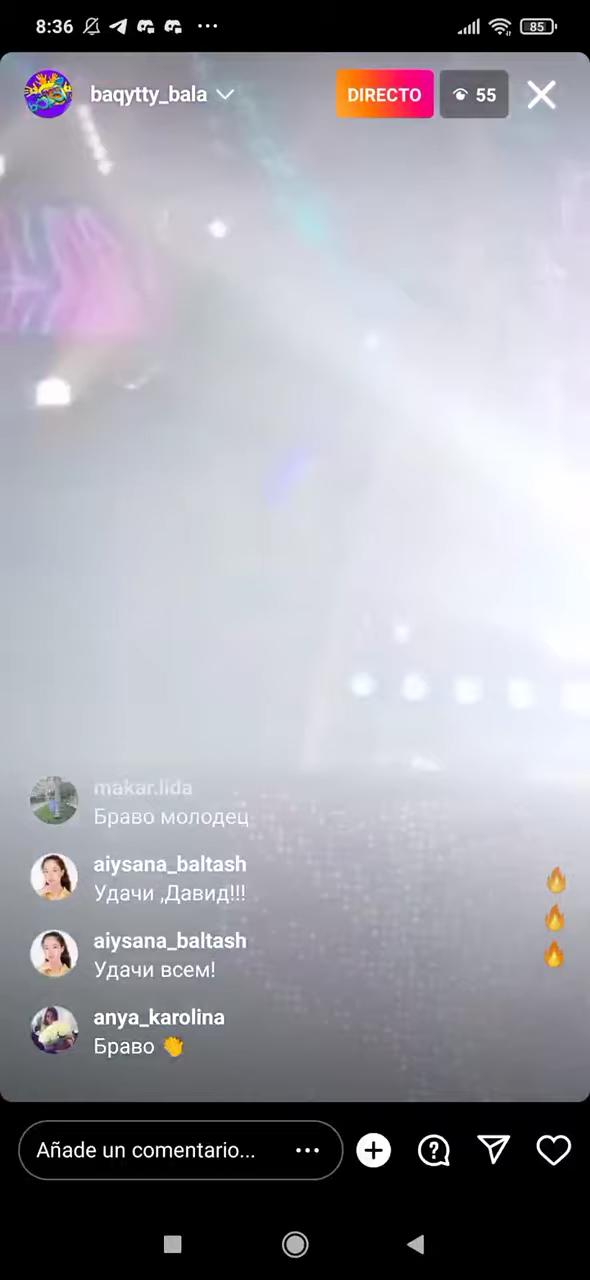 8:36
85
baqytty_bala
DIRECTO
55
makar.lida
Браво молодец
aiysana_baltash
Удачи ,Давид!!!
aiysana_baltash
Удачи всем!
anya_karolina
Браво 👏
Añade un comentario...